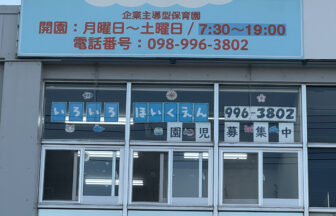 企業主導型保育園
開園：月曜日～土曜日/7:30～19:00
電話番号：098-996-3802
いろいろ ほいくえん 996-3802
園児 募集中